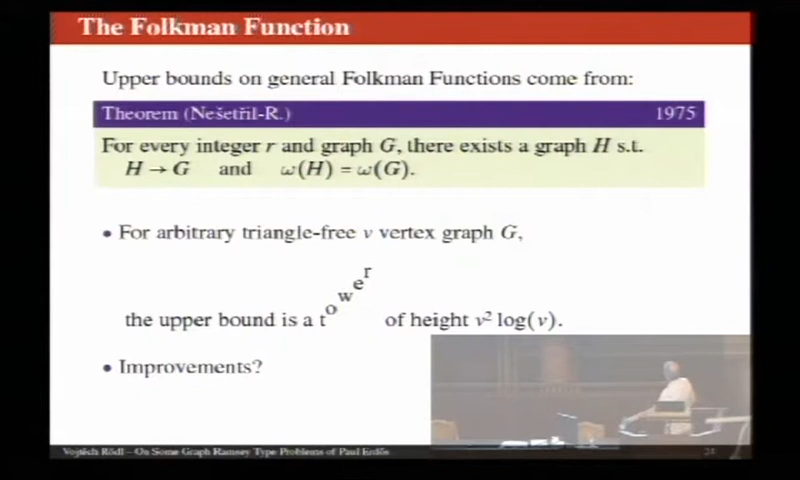 The Folkman Function
Upper bounds on general Folkman Functions come from:
Theorem (Nešetřil-R.) 1975
For every integer r and graph G, there exists a graph H s.t.
H → G and ω(H) = ω(G).
• For arbitrary triangle-free v vertex graph G,
the upper bound is a tower of height v² log(v).
• Improvements?
Vojtěch Rödl—On Some Graph Ramsey Type Problems of Paul Erdős